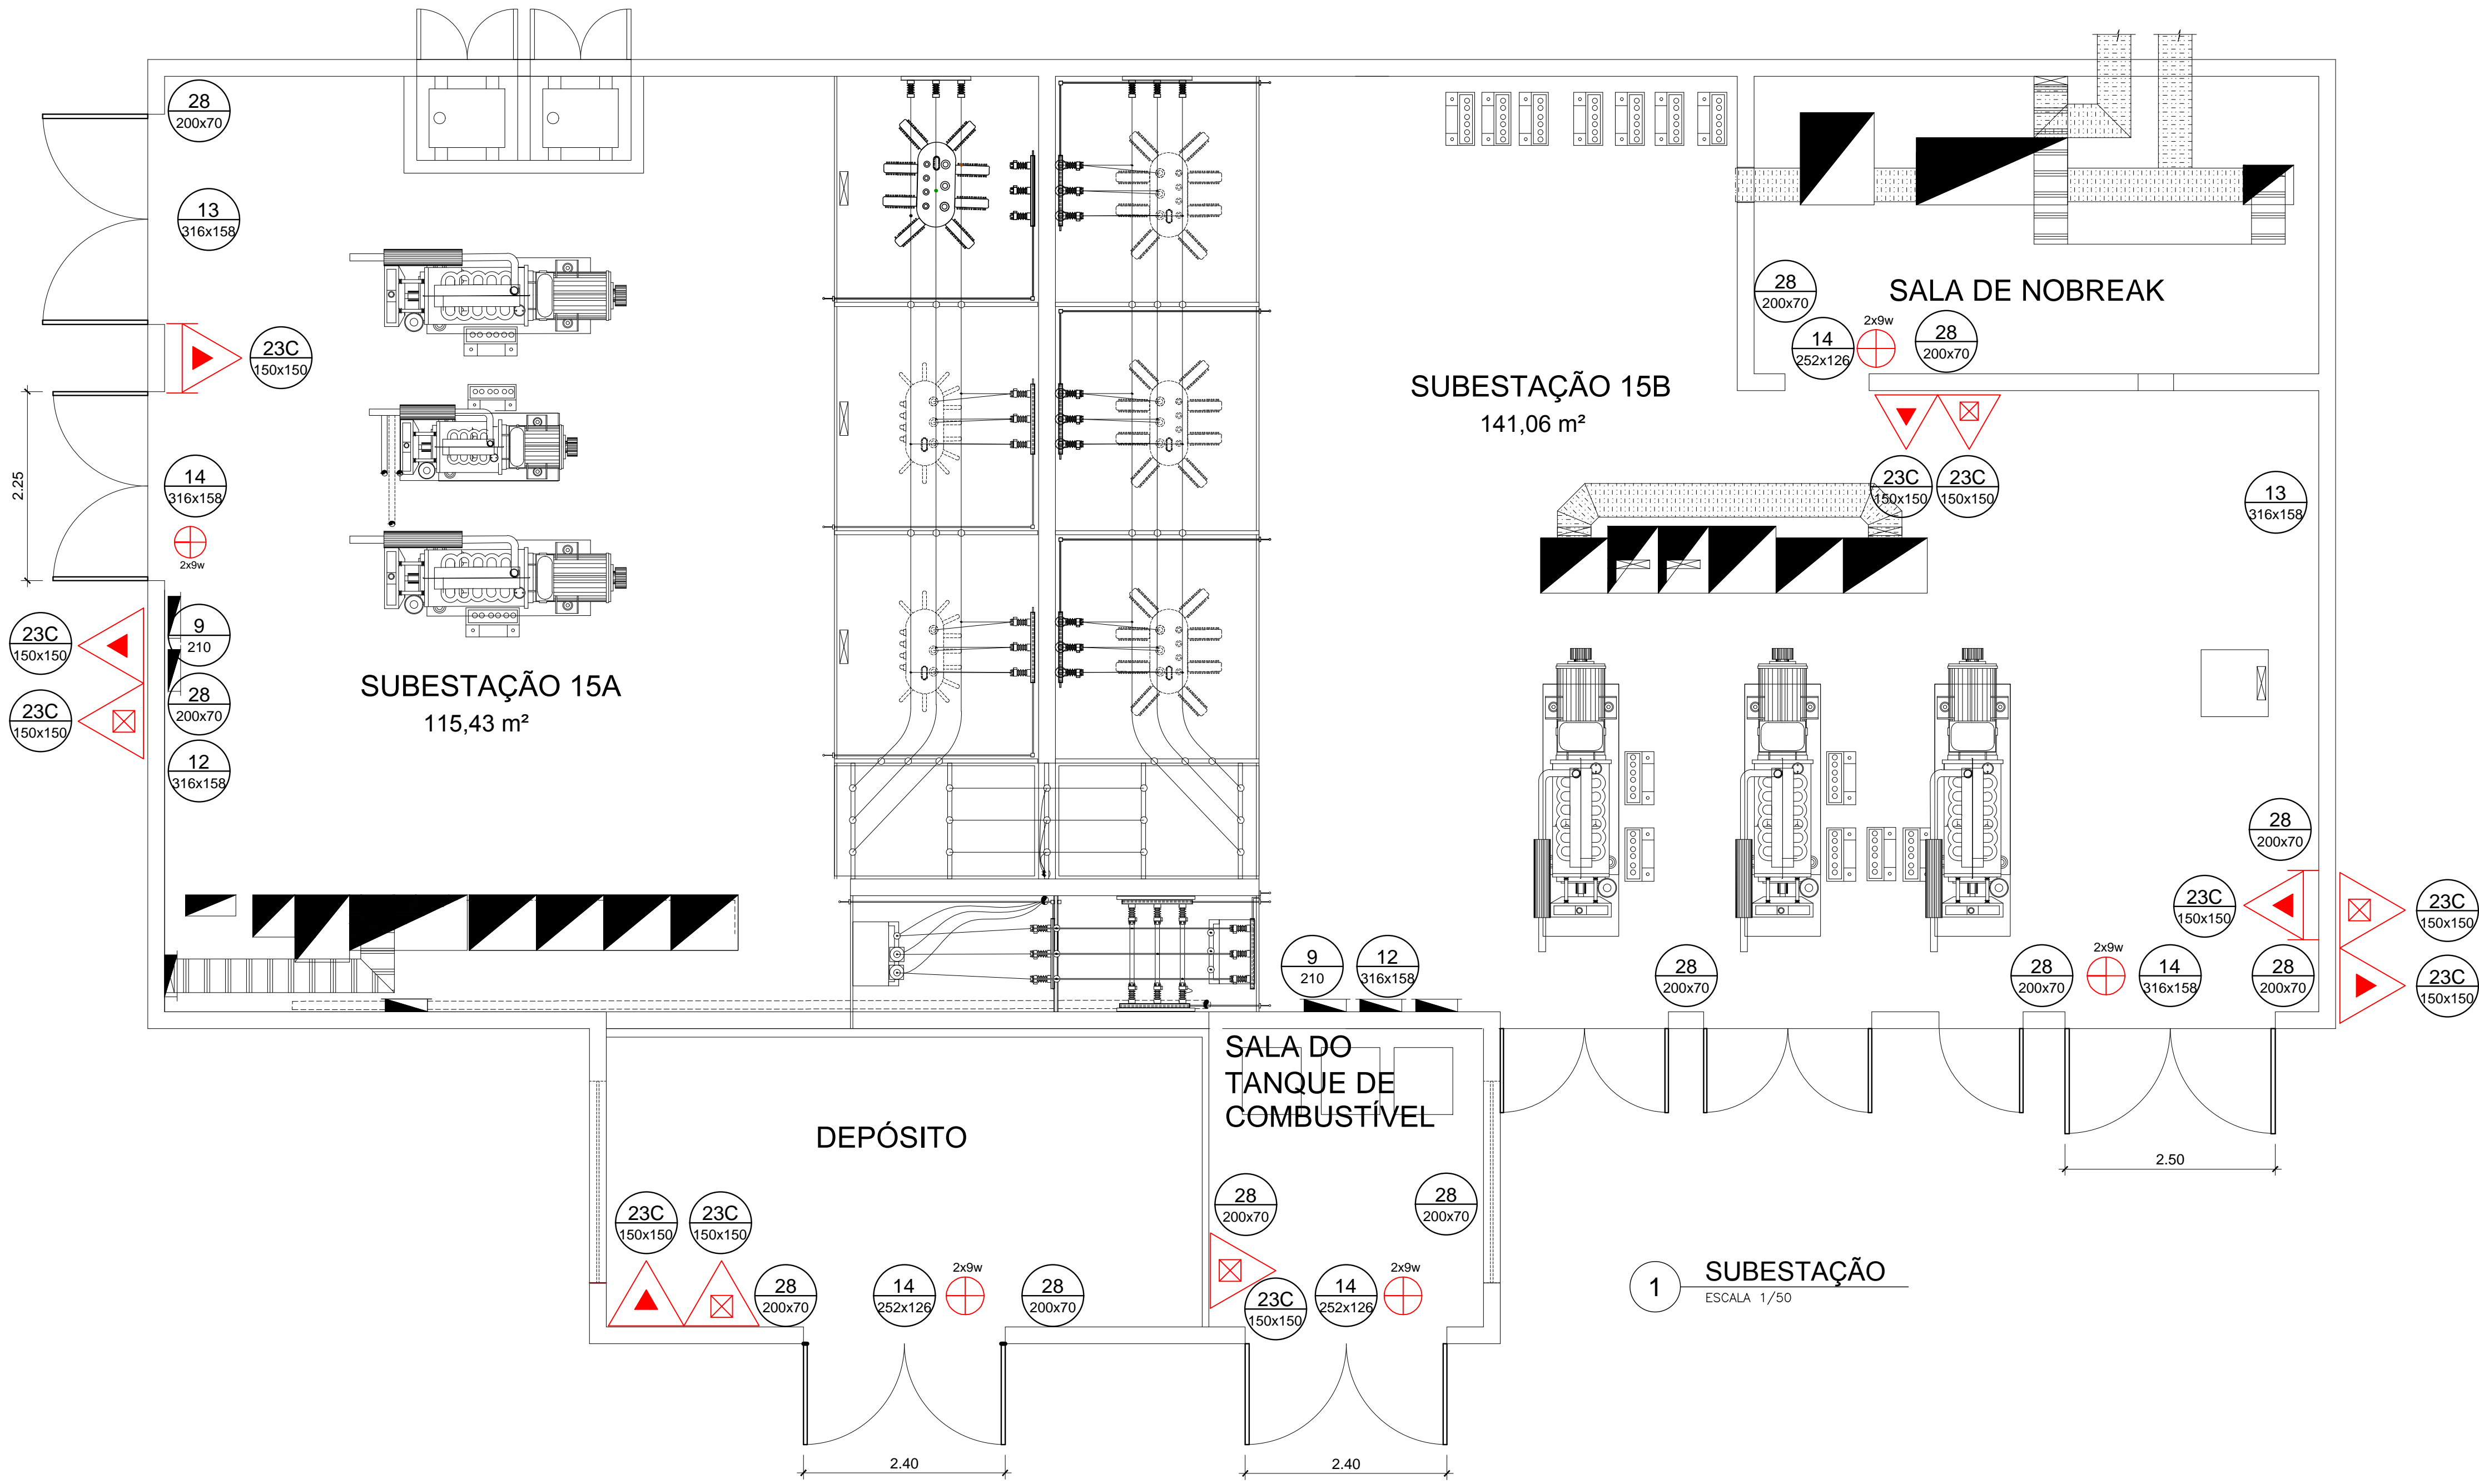 28
200x70
13
316x158
23C
150x150
2.25
14
316x158
2x9w
23C
150x150
23C
150x150
9
210
28
200x70
12
316x158
SUBESTAÇÃO 15A
115,43 m²
SUBESTAÇÃO 15B
141,06 m²
28
200x70
SALA DE NOBREAK
14
252x126
2x9w
28
200x70
23C
150x150
23C
150x150
13
316x158
28
200x70
23C
150x150
23C
150x150
23C
150x150
9
210
12
316x158
28
200x70
28
200x70
2x9w
14
316x158
28
200x70
2.50
SALA DO
TANQUE DE
COMBUSTÍVEL
DEPÓSITO
23C
150x150
23C
150x150
28
200x70
14
252x126
2x9w
28
200x70
28
200x70
28
200x70
23C
150x150
14
252x126
2x9w
2.40
2.40
1
SUBESTAÇÃO
ESCALA 1/50